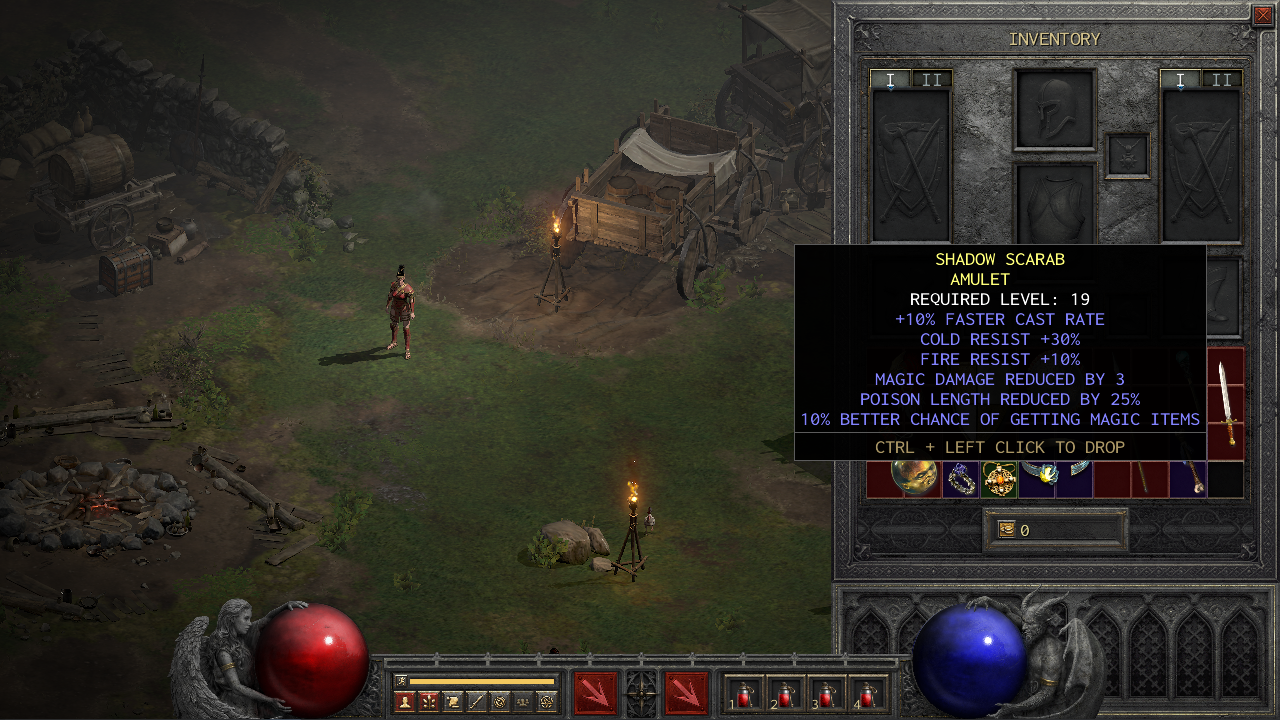 INVENTORY
I II
I II
SHADOW SCARAB
AMULET
REQUIRED LEVEL: 19
+10% FASTER CAST RATE
COLD RESIST +30%
FIRE RESIST +10%
MAGIC DAMAGE REDUCED BY 3
POISON LENGTH REDUCED BY 25%
10% BETTER CHANCE OF GETTING MAGIC ITEMS
CTRL + LEFT CLICK TO DROP
0
1 2 3 4